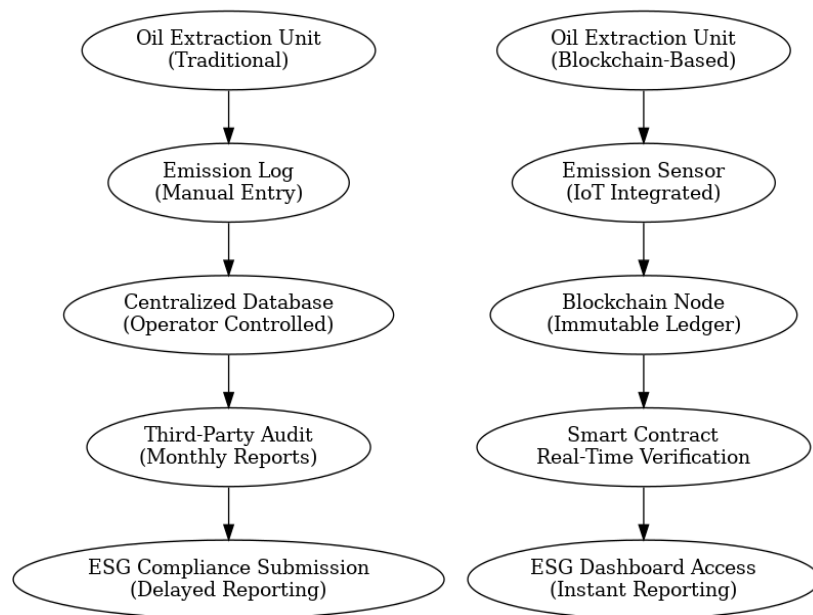 Oil Extraction Unit
(Traditional)
Emission Log
(Manual Entry)
Centralized Database
(Operator Controlled)
Third-Party Audit
(Monthly Reports)
ESG Compliance Submission
(Delayed Reporting)
Oil Extraction Unit
(Blockchain-Based)
Emission Sensor
(IoT Integrated)
Blockchain Node
(Immutable Ledger)
Smart Contract
Real-Time Verification
ESG Dashboard Access
(Instant Reporting)